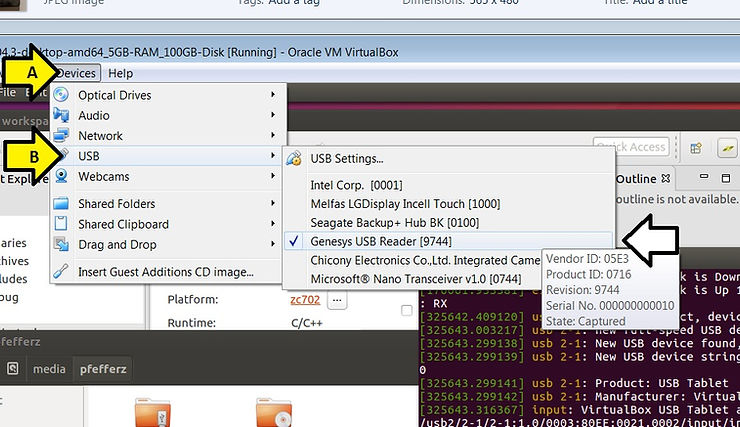 JPEG image
Tags: Add a tag
Dimensions: 505 x 480
Title: Add a title
04.3-desktop-amd64_5GB-RAM_100GB-Disk [Running] - Oracle VM VirtualBox
A
Devices Help
File Edit
Optical Drives
workspa
Audio
Network
Quick Access
B
USB
USB Settings...
Webcams
Outline
Intel Corp. [0001]
outline is not available.
Melfas LGDisplay Incell Touch [1000]
Shared Folders
Seagate Backup+ Hub BK [0100]
Shared Clipboard
Genesys USB Reader [9744]
Drag and Drop
Chicony Electronics Co.,Ltd. Integrated Came
Vendor ID: 05E3
Insert Guest Additions CD image...
Microsoft® Nano Transceiver v1.0 [0744]
Product ID: 0716
Revision: 9744
Serial No. 000000000010
State: Captured
k is Down
k is Up 1
Platform:
zc702
...
: RX
Runtime:
C/C++
[325642.409120]
ct, devic
[325643.003217] usb 2-1: new full-speed USB de
[325643.299138] usb 2-1: New USB device found,
[325643.299139] usb 2-1: New USB device string
0
pfefferz
media
pfefferz
[325643.299141] usb 2-1: Product: USB Tablet
[325643.299142] usb 2-1: Manufacturer: Virtual
[325643.316367] input: VirtualBox USB Tablet a
/usb2/2-1/2-1:1.0/0003:80EE:0021.0002/input/in